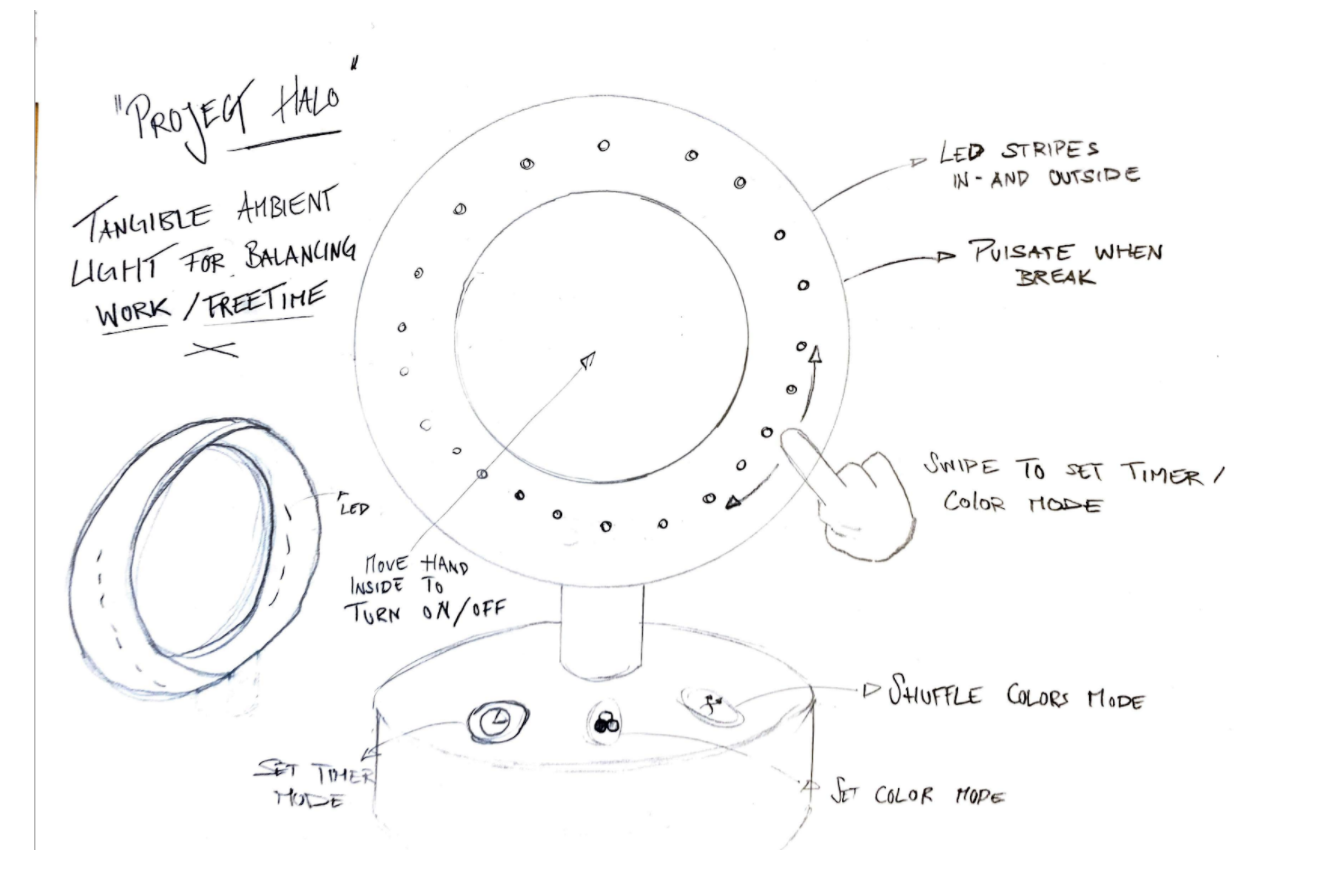 "PROJECT HALO"
TANGIBLE AMBIENT
LIGHT FOR BALANCING
WORK / FREETIME
LED STRIPES
IN- AND OUTSIDE
PULSATE WHEN
BREAK
SWIPE TO SET TIMER /
COLOR MODE
LED
MOVE HAND
INSIDE TO
TURN ON/OFF
SHUFFLE COLORS MODE
SET TIMER
MODE
SET COLOR MODE